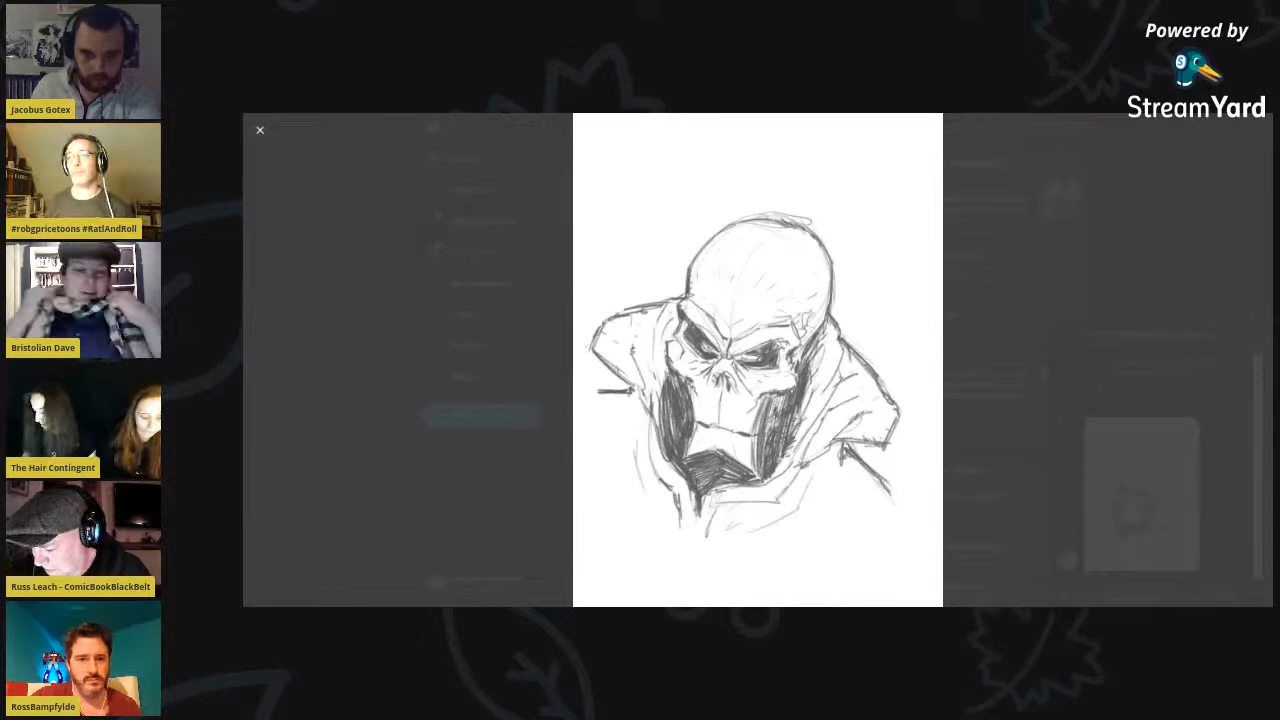 Powered by
StreamYard
Jacobus Gotex
#robgpricetoons #RatlAndRoll
Bristolian Dave
The Hair Contingent
Russ Leach - ComicBookBlackBelt
RossBampfylde